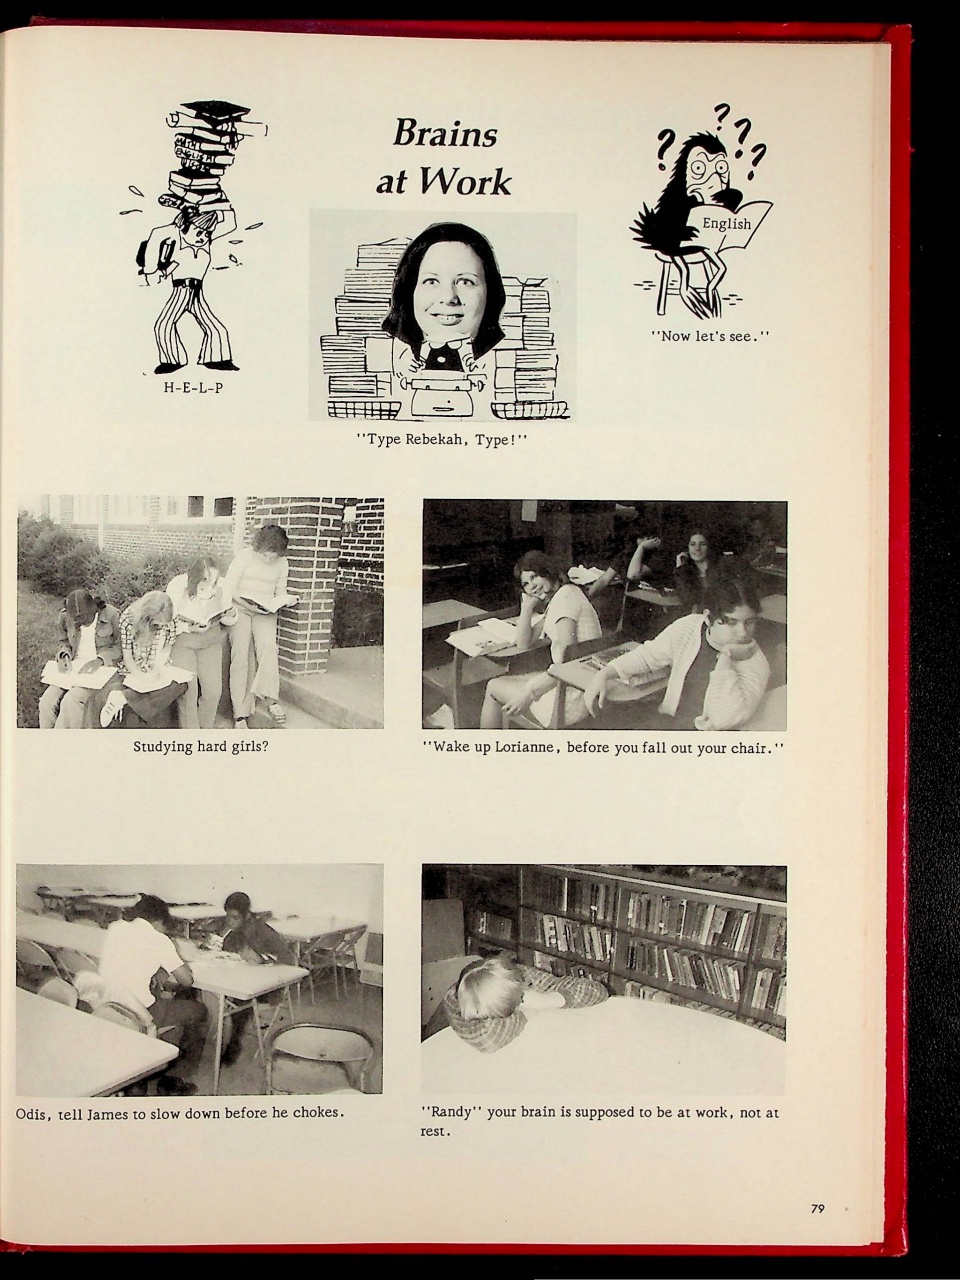 Brains
at Work
MATH
ENGLISH
English
"Now let's see."
H-E-L-P
"Type Rebekah, Type!"
Studying hard girls?
"Wake up Lorianne, before you fall out your chair."
Odis, tell James to slow down before he chokes.
"Randy" your brain is supposed to be at work, not at
rest.
79